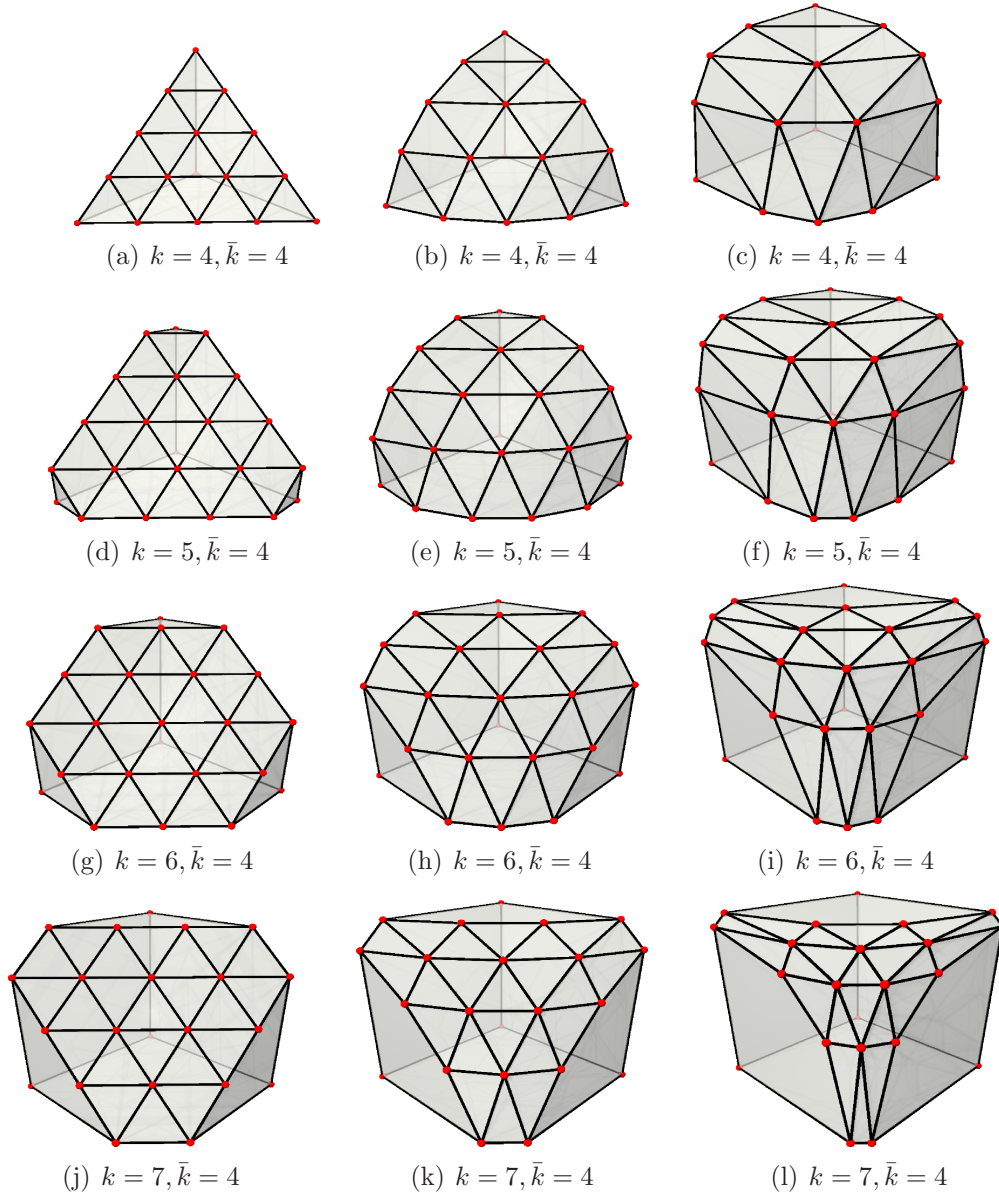 (a) k = 4, k̄ = 4
(b) k = 4, k̄ = 4
(c) k = 4, k̄ = 4
(d) k = 5, k̄ = 4
(e) k = 5, k̄ = 4
(f) k = 5, k̄ = 4
(g) k = 6, k̄ = 4
(h) k = 6, k̄ = 4
(i) k = 6, k̄ = 4
(j) k = 7, k̄ = 4
(k) k = 7, k̄ = 4
(l) k = 7, k̄ = 4